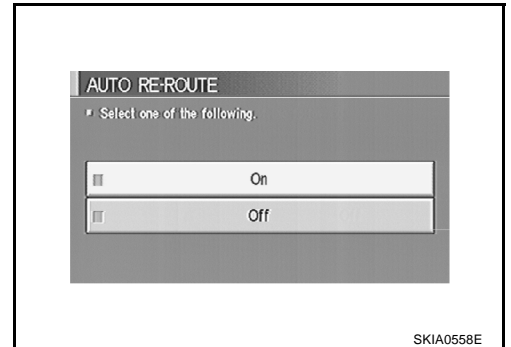 AUTO RE-ROUTE
Select one of the following.
On
Off
SKIA0558E